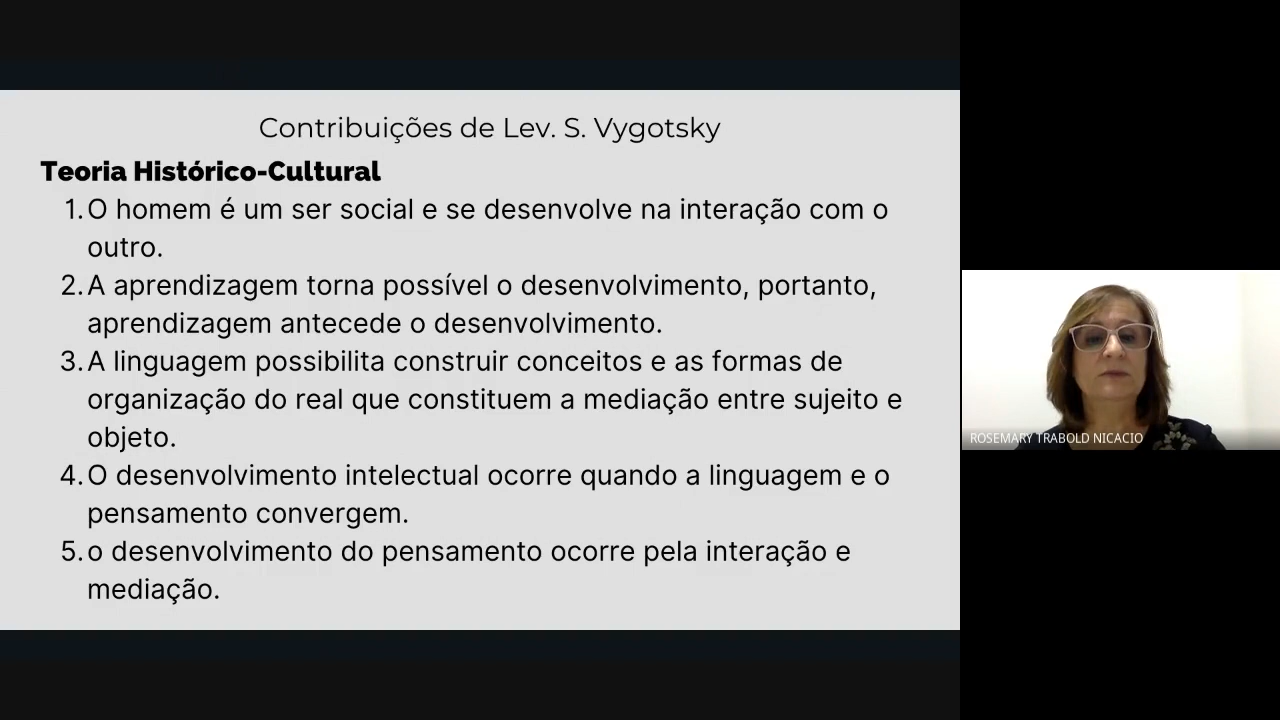 Contribuições de Lev. S. Vygotsky
Teoria Histórico-Cultural
1. O homem é um ser social e se desenvolve na interação com o
outro.
2. A aprendizagem torna possível o desenvolvimento, portanto,
aprendizagem antecede o desenvolvimento.
3. A linguagem possibilita construir conceitos e as formas de
organização do real que constituem a mediação entre sujeito e
objeto.
4. O desenvolvimento intelectual ocorre quando a linguagem e o
pensamento convergem.
5. o desenvolvimento do pensamento ocorre pela interação e
mediação.
ROSEMARY TRABOLD NICACIO